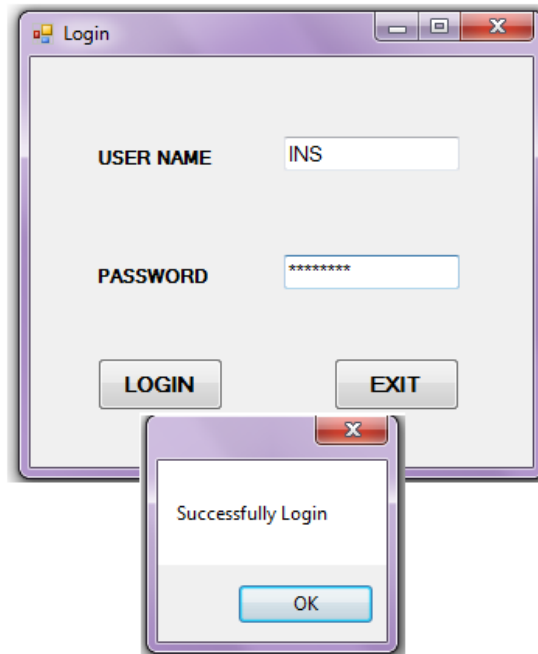 Login
USER NAME INS
PASSWORD ********
LOGIN EXIT
Successfully Login
OK